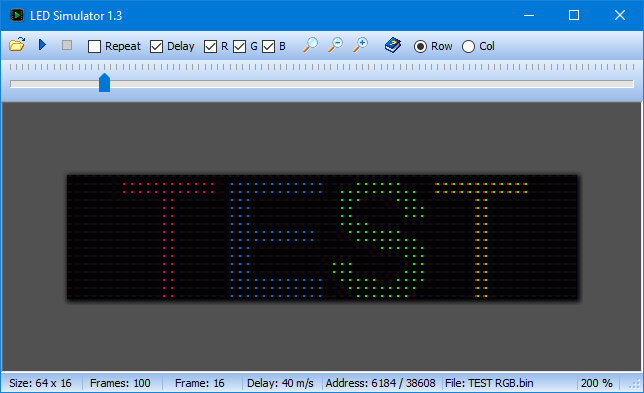 LED Simulator 1.3
Repeat Delay R G B Row Col
TEST
Size: 64 x 16 Frames: 100 Frame: 16 Delay: 40 m/s Address: 6184 / 38608 File: TEST RGB.bin 200 %